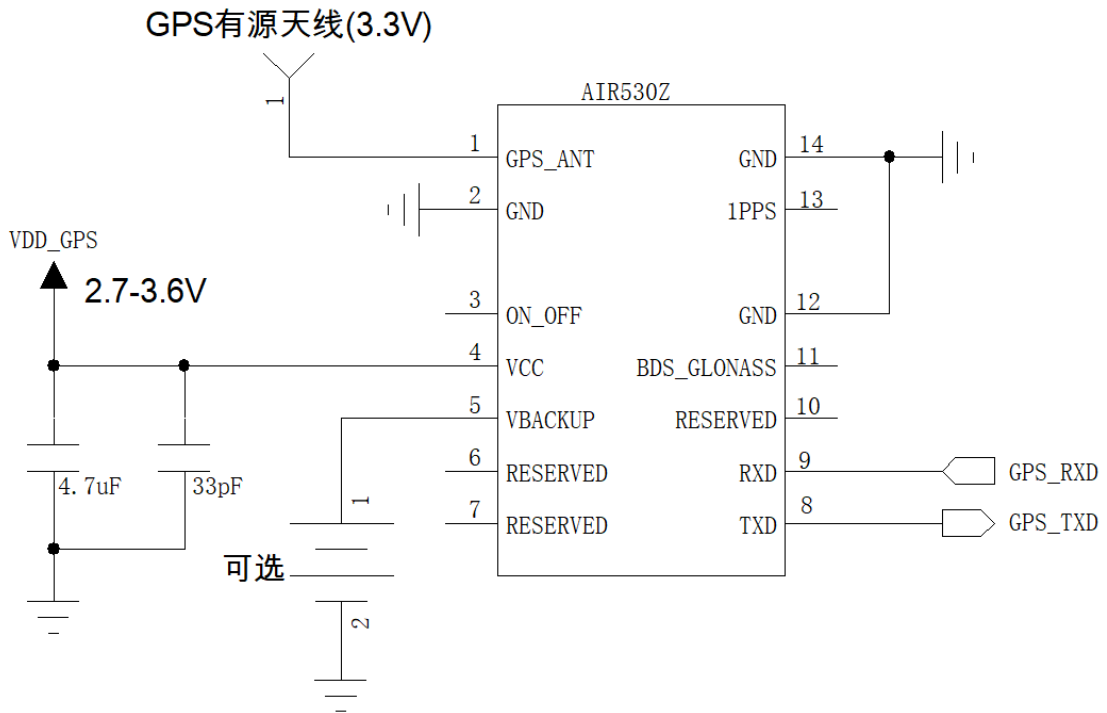 GPS有源天线(3.3V)
1
AIR530Z
1
GPS_ANT
GND
14
2
GND
1PPS
13
VDD_GPS
2.7-3.6V
3
ON_OFF
GND
12
4
VCC
BDS_GLONASS
11
5
VBACKUP
RESERVED
10
6
RESERVED
RXD
9
GPS_RXD
4.7uF
33pF
1
7
RESERVED
TXD
8
GPS_TXD
可选
2